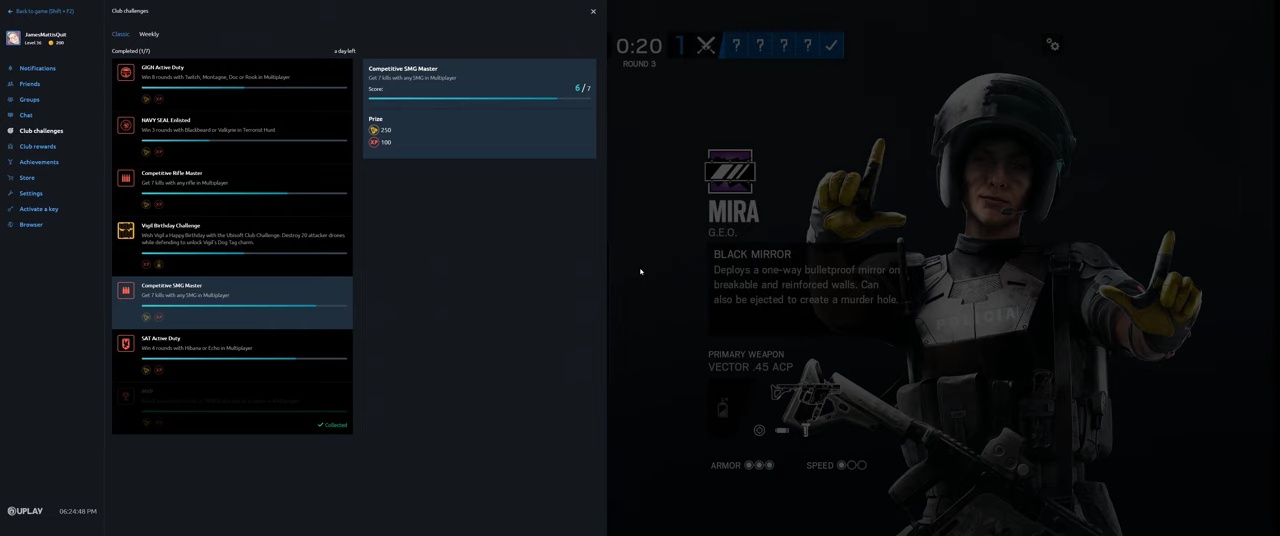 Back to game (Shift + F2)
JamesMattisQuit
Level 36 200
Notifications
Friends
Groups
Chat
Club challenges
Club rewards
Achievements
Store
Settings
Activate a key
Browser
UPLAY 06:24:48 PM
Club challenges
Classic Weekly
Completed (1/7) a day left
GIGN Active Duty
Win 8 rounds with Twitch, Montagne, Doc or Rook in Multiplayer
XP
NAVY SEAL Enlisted
Win 3 rounds with Blackbeard or Valkyrie in Terrorist Hunt
XP
Competitive Rifle Master
Get 7 kills with any rifle in Multiplayer
XP
Vigil Birthday Challenge
Wish Vigil a Happy Birthday with the Ubisoft Club Challenge. Destroy 20 attacker drones
while defending to unlock Vigil's Dog Tag charm.
XP
Competitive SMG Master
Get 7 kills with any SMG in Multiplayer
XP
SAT Active Duty
Win 4 rounds with Hibana or Echo in Multiplayer
XP
Collected
Competitive SMG Master
Get 7 kills with any SMG in Multiplayer
Score: 6 / 7
Prize
250
XP 100
0:20 1 ? ? ? ?
ROUND 3
MIRA
G.E.O.
BLACK MIRROR
Deploys a one-way bulletproof mirror on
breakable and reinforced walls. Can
also be ejected to create a murder hole.
PRIMARY WEAPON
VECTOR .45 ACP
ARMOR SPEED
POLICIA